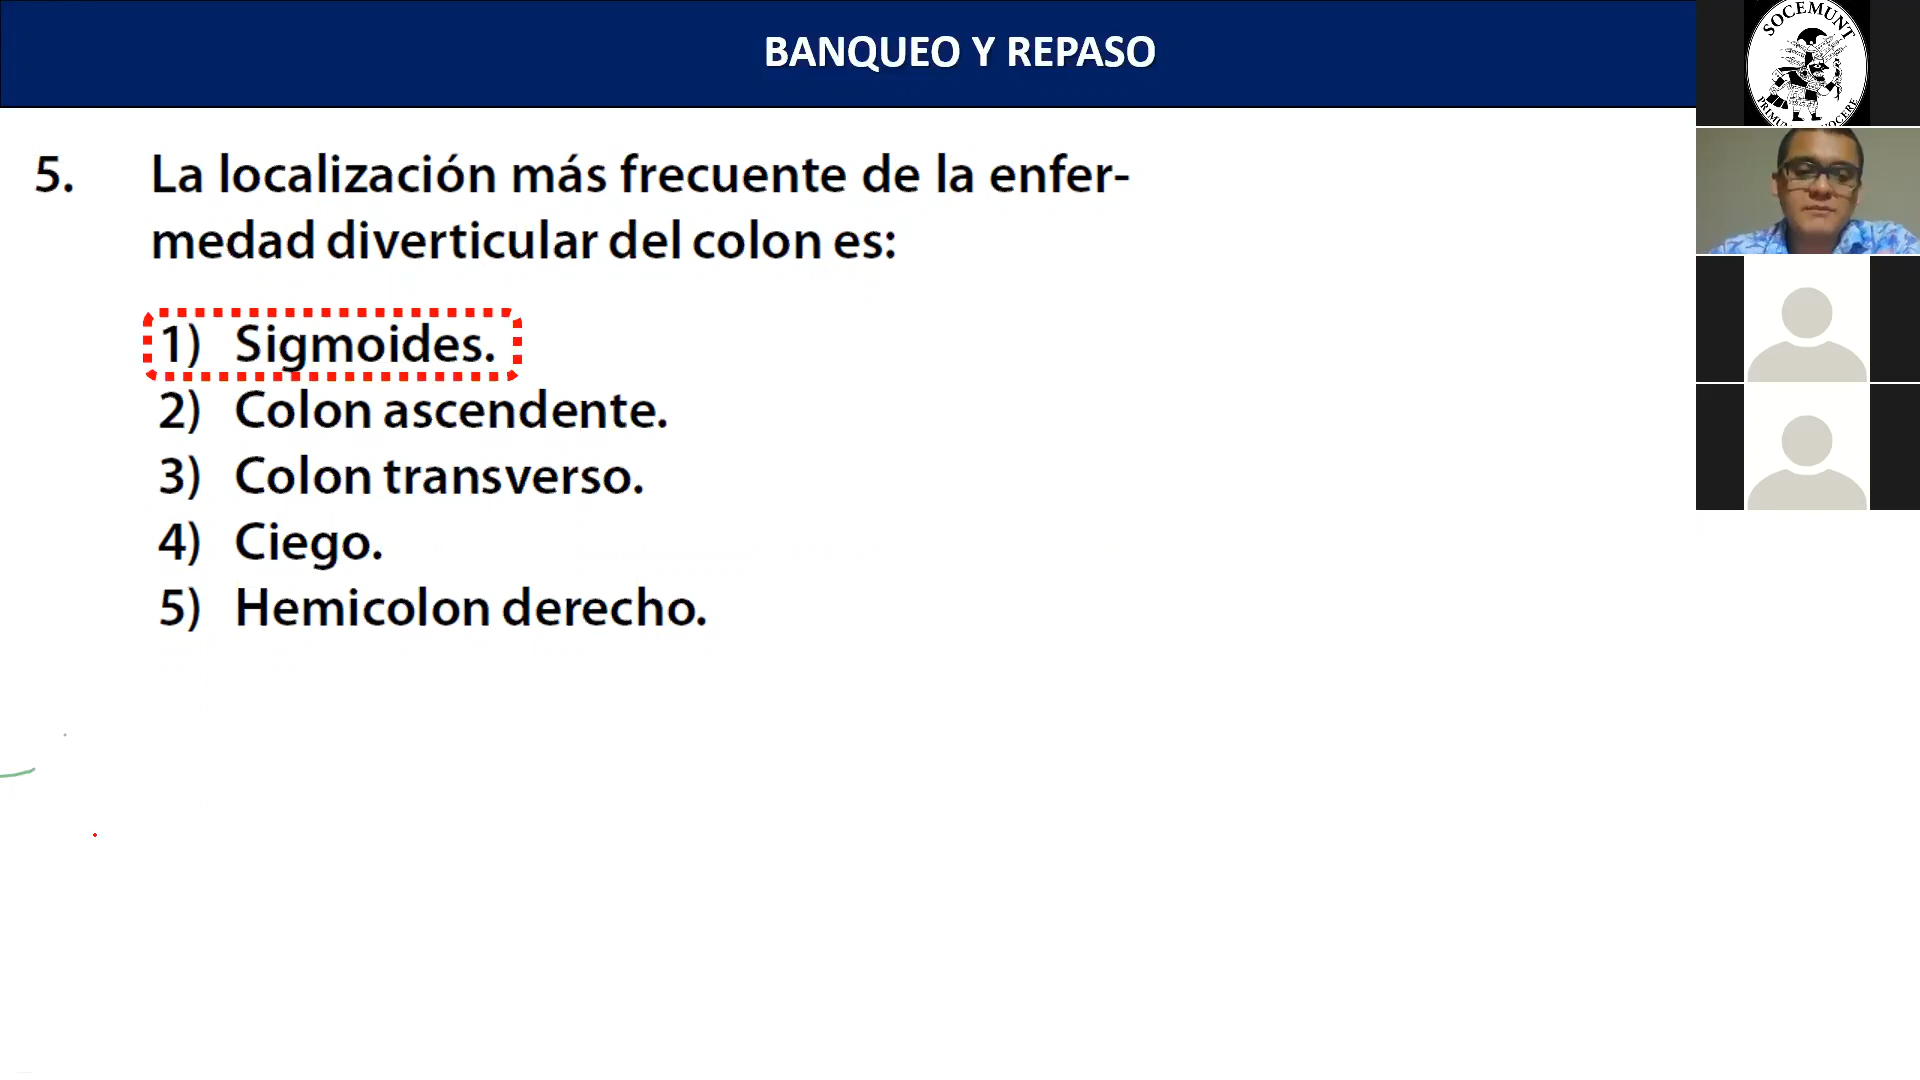 BANQUEO Y REPASO
SOCEMUNT
5. La localización más frecuente de la enfer-
medad diverticular del colon es:
1) Sigmoides.
2) Colon ascendente.
3) Colon transverso.
4) Ciego.
5) Hemicolon derecho.